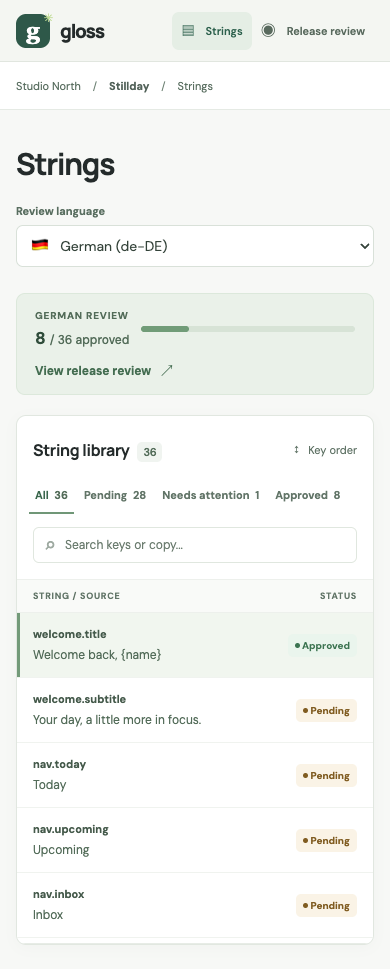 g gloss
Strings
Release review
Studio North / Stillday / Strings
Strings
Review language
German (de-DE)
GERMAN REVIEW
8 / 36 approved
View release review ↗
String library 36
↕ Key order
All 36 Pending 28 Needs attention 1 Approved 8
Search keys or copy…
STRING / SOURCE STATUS
welcome.title
Welcome back, {name}
Approved
welcome.subtitle
Your day, a little more in focus.
Pending
nav.today
Today
Pending
nav.upcoming
Upcoming
Pending
nav.inbox
Inbox
Pending